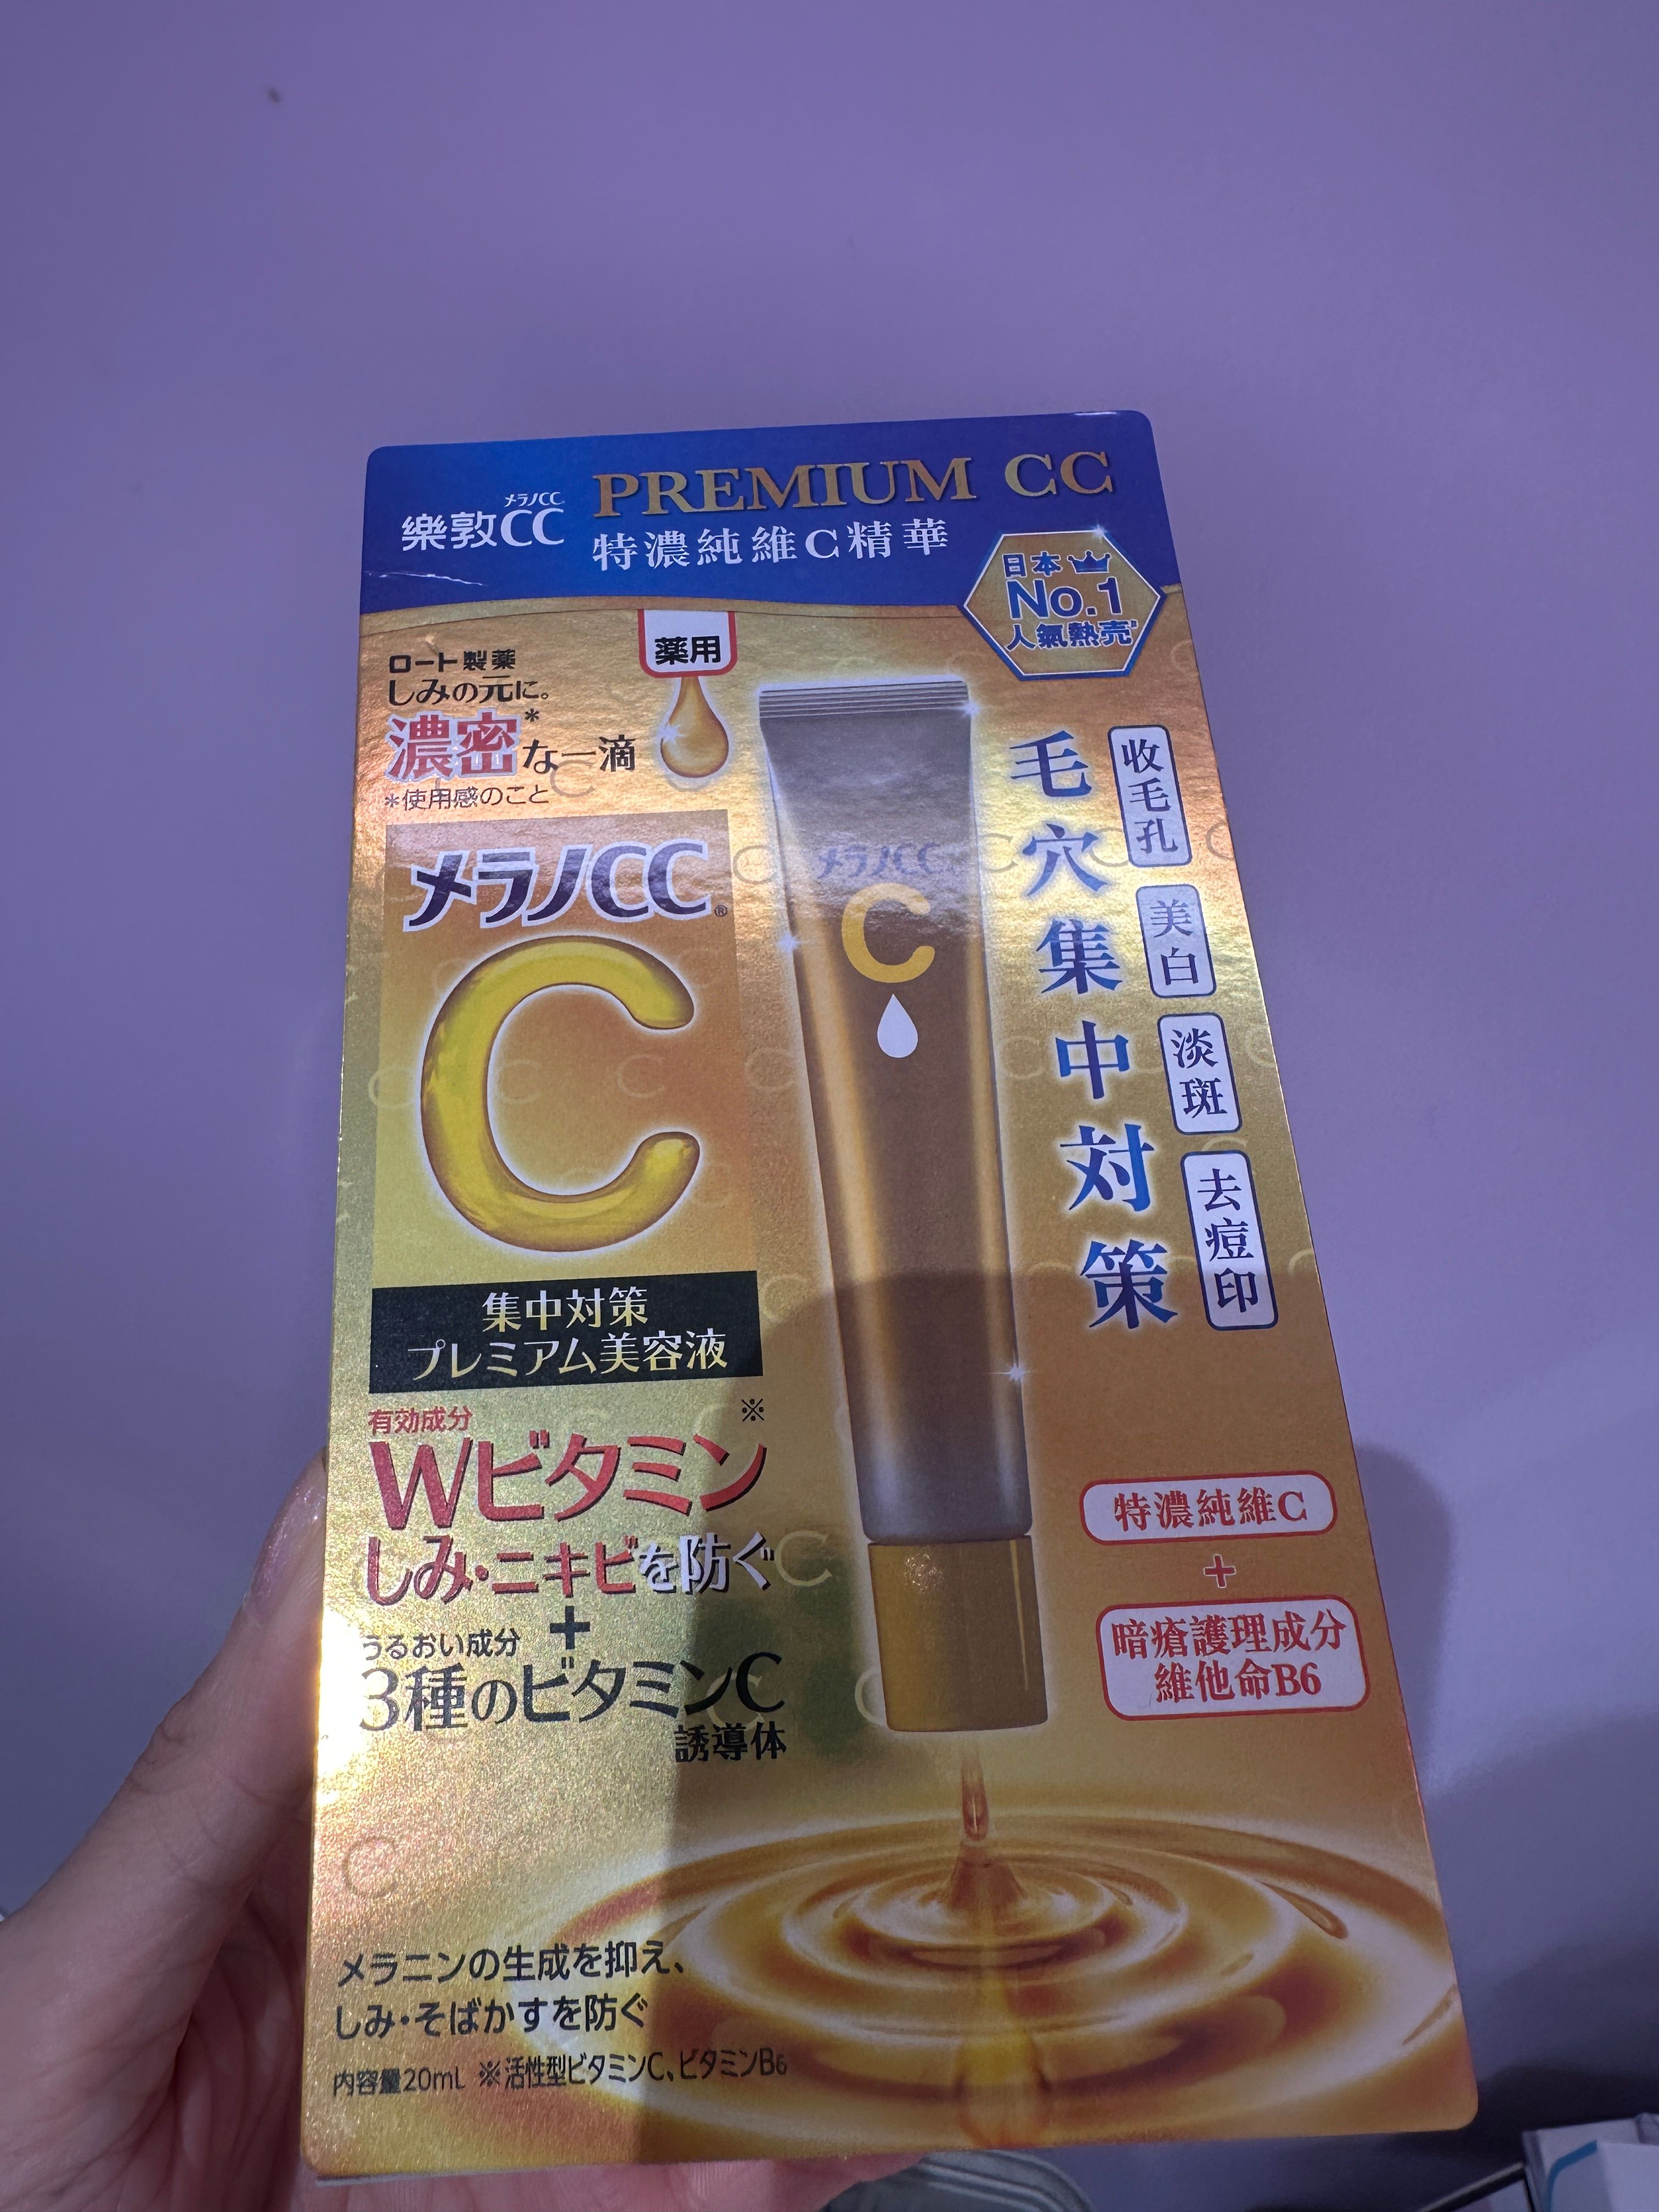 メラノCC
樂敦CC
PREMIUM CC
特濃純維C精華
日本
No.1
人氣熱売
薬用
ロート製薬
しみの元に。
濃密*な一滴
*使用感のこと
メラノCC®
C
集中対策
プレミアム美容液
有効成分
Wビタミン※
しみ・ニキビを防ぐ
+
うるおい成分
3種のビタミンC
誘導体
メラニンの生成を抑え、
しみ・そばかすを防ぐ
内容量20mL ※活性型ビタミンC、ビタミンB6
メラノCC
C
毛穴集中対策
收毛孔
美白
淡斑
去痘印
特濃純維C
+
暗瘡護理成分
維他命B6